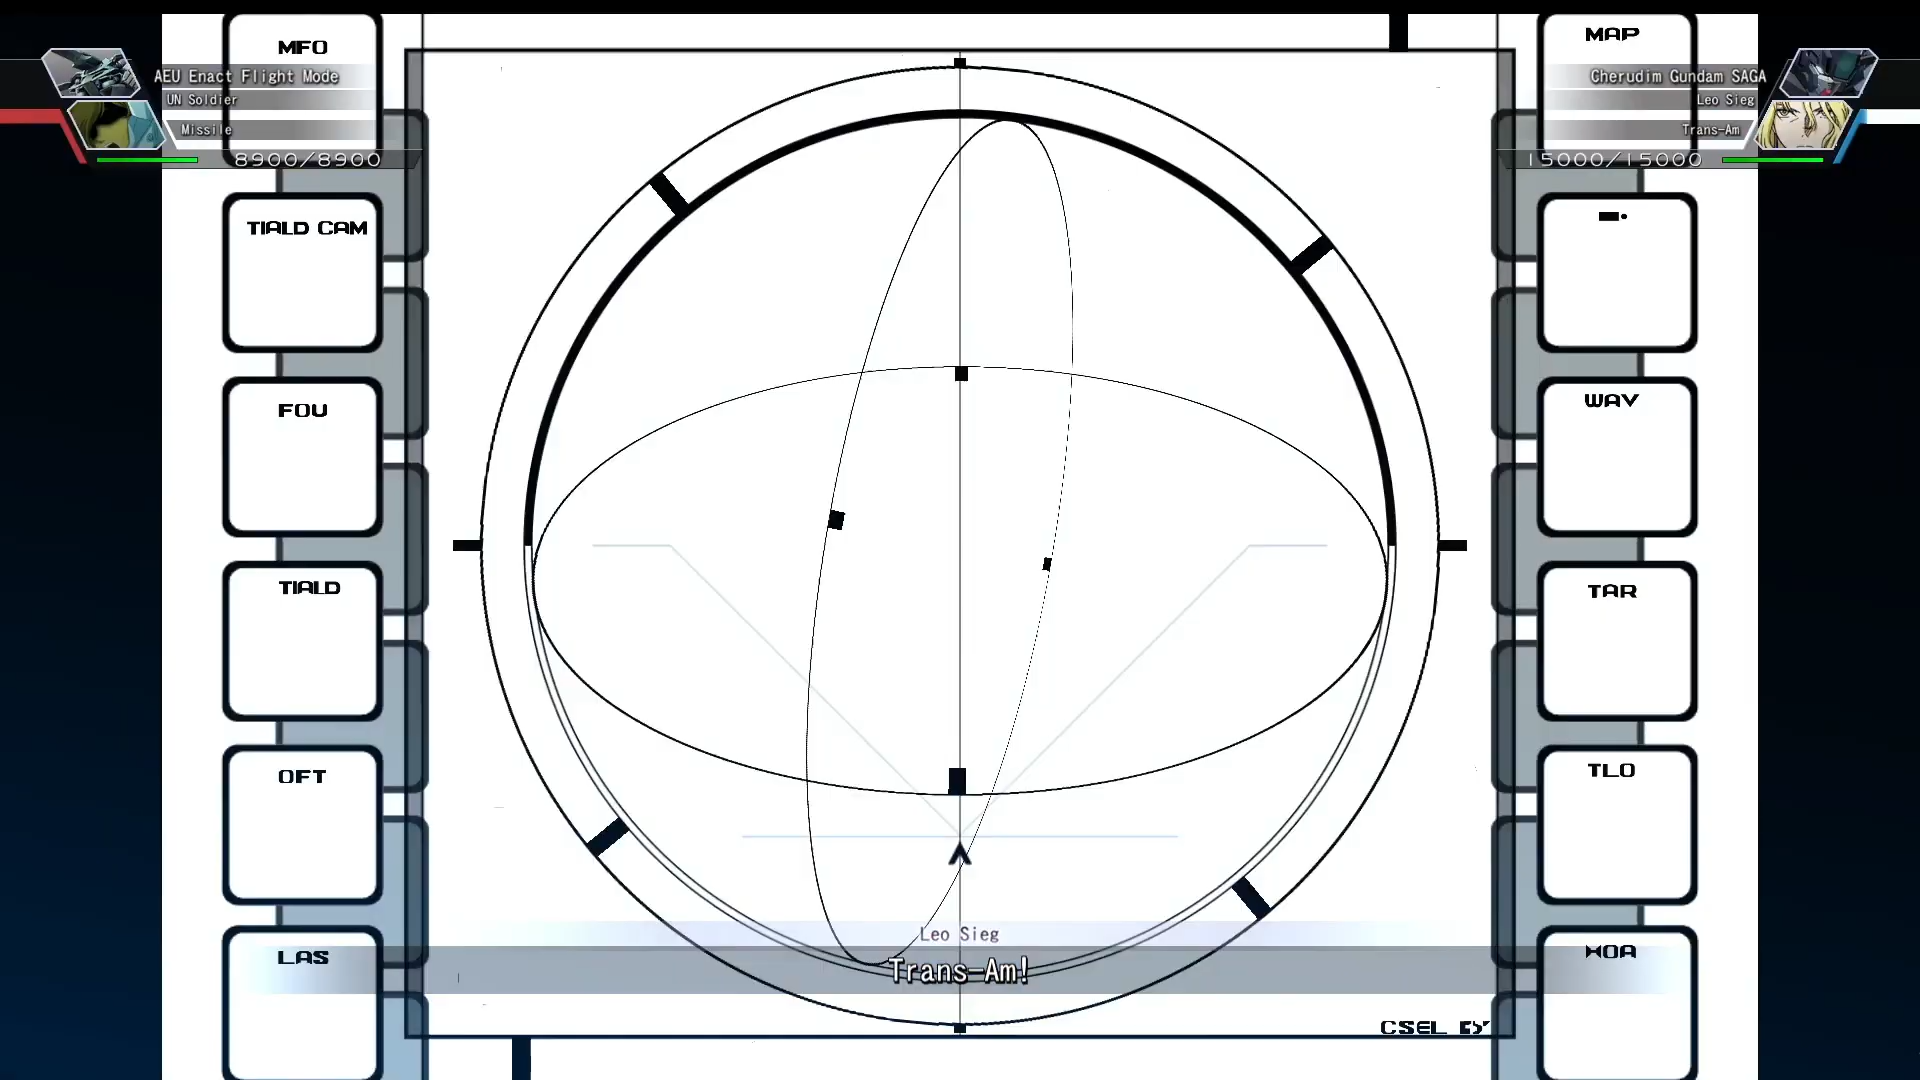 MFO
AEU Enact Flight Mode
UN Soldier
Missile
8900/8900
TIALD CAM
FOU
TIALD
OFT
LAS
MAP
Cherudim Gundam SAGA
Leo Sieg
Trans-Am
15000/15000
WAV
TAR
TLO
HOA
Leo Sieg
Trans-Am!
CSEL